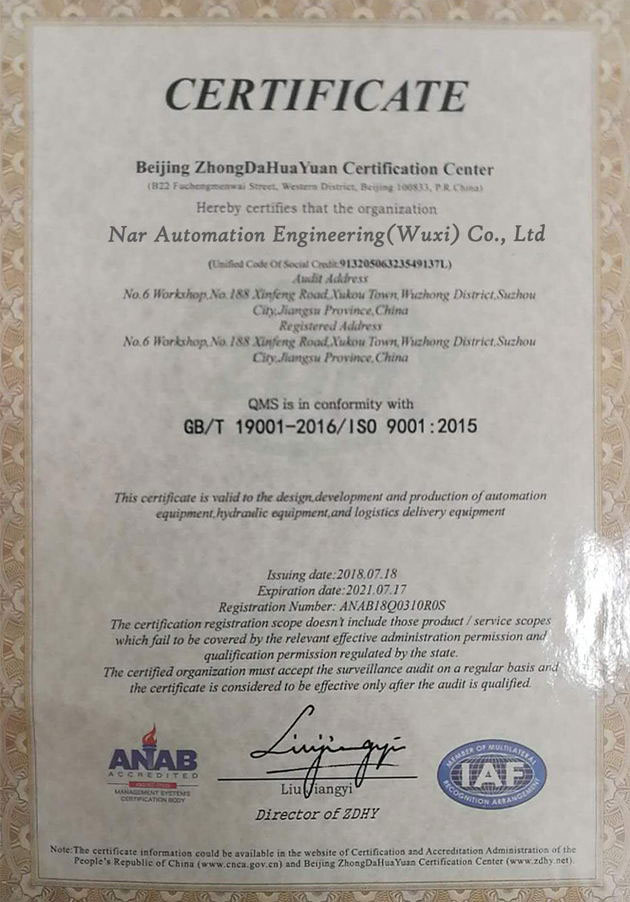 CERTIFICATE
Beijing ZhongDaHuaYuan Certification Center
(B22 Fuchengmenwai Street, Western District, Beijing 100833, P.R.China)
Hereby certifies that the organization
Nar Automation Engineering(Wuxi) Co., Ltd
(Unified Code Of Social Credit:91320506323549137L)
Audit Address
No.6 Workshop,No.188 Xinfeng Road,Xukou Town,Wuzhong District,Suzhou
City,Jiangsu Province,China
Registered Address
No.6 Workshop,No.188 Xinfeng Road,Xukou Town,Wuzhong District,Suzhou
City,Jiangsu Province,China
QMS is in conformity with
GB/T 19001-2016/ISO 9001:2015
This certificate is valid to the design,development and production of automation
equipment,hydraulic equipment,and logistics delivery equipment
Issuing date:2018.07.18
Expiration date:2021.07.17
Registration Number: ANAB18Q0310R0S
The certification registration scope doesn't include those product / service scopes
which fail to be covered by the relevant effective administration permission and
qualification permission regulated by the state.
The certified organization must accept the surveillance audit on a regular basis and
the certificate is considered to be effective only after the audit is qualified.
ANAB
ACCREDITED
MANAGEMENT SYSTEMS
CERTIFICATION BODY
Liujiangyi
Liu Jiangyi
Director of ZDHY
MEMBER OF MULTILATERAL
IAF
RECOGNITION ARRANGEMENT
Note:The certificate information could be available in the website of Certification and Accreditation Administration of the
People's Republic of China (www.cnca.gov.cn) and Beijing ZhongDaHuaYuan Certification Center (www.zdhy.net).